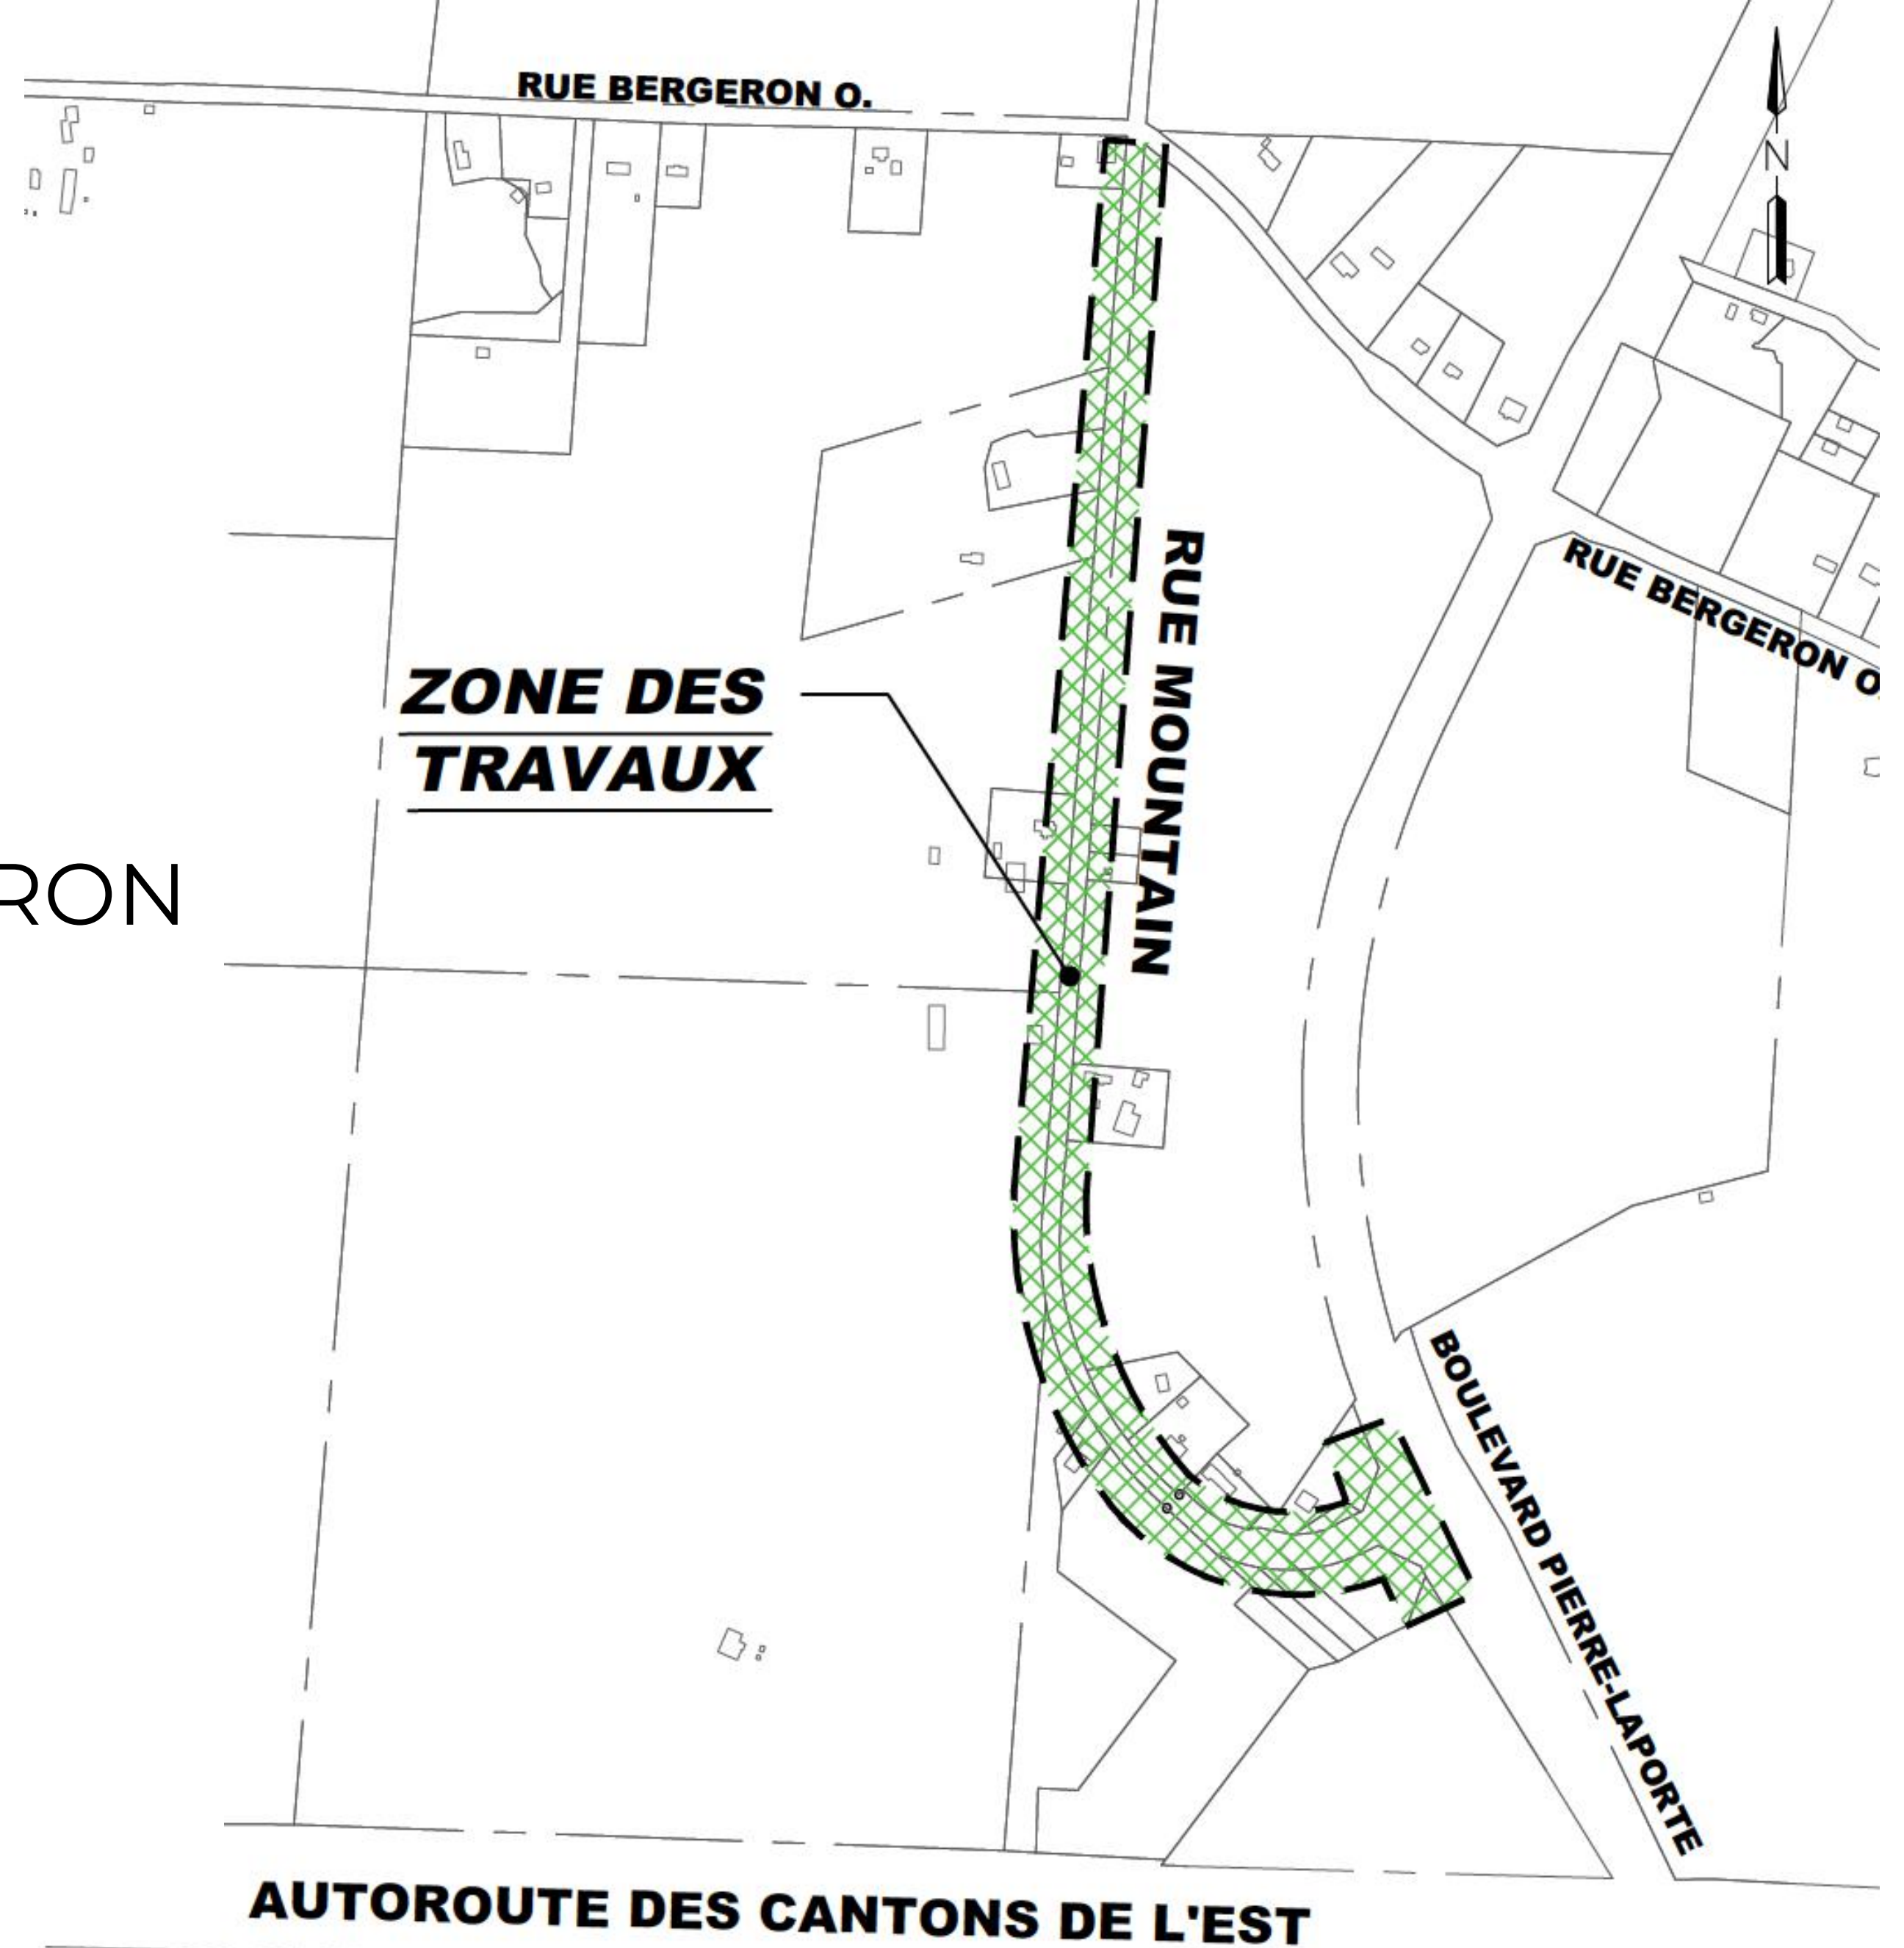 RUE BERGERON O.
N
RUE BERGERON O.
RUE MOUNTAIN
ZONE DES
TRAVAUX
RON
BOULEVARD PIERRE-LAPORTE
AUTOROUTE DES CANTONS DE L'EST